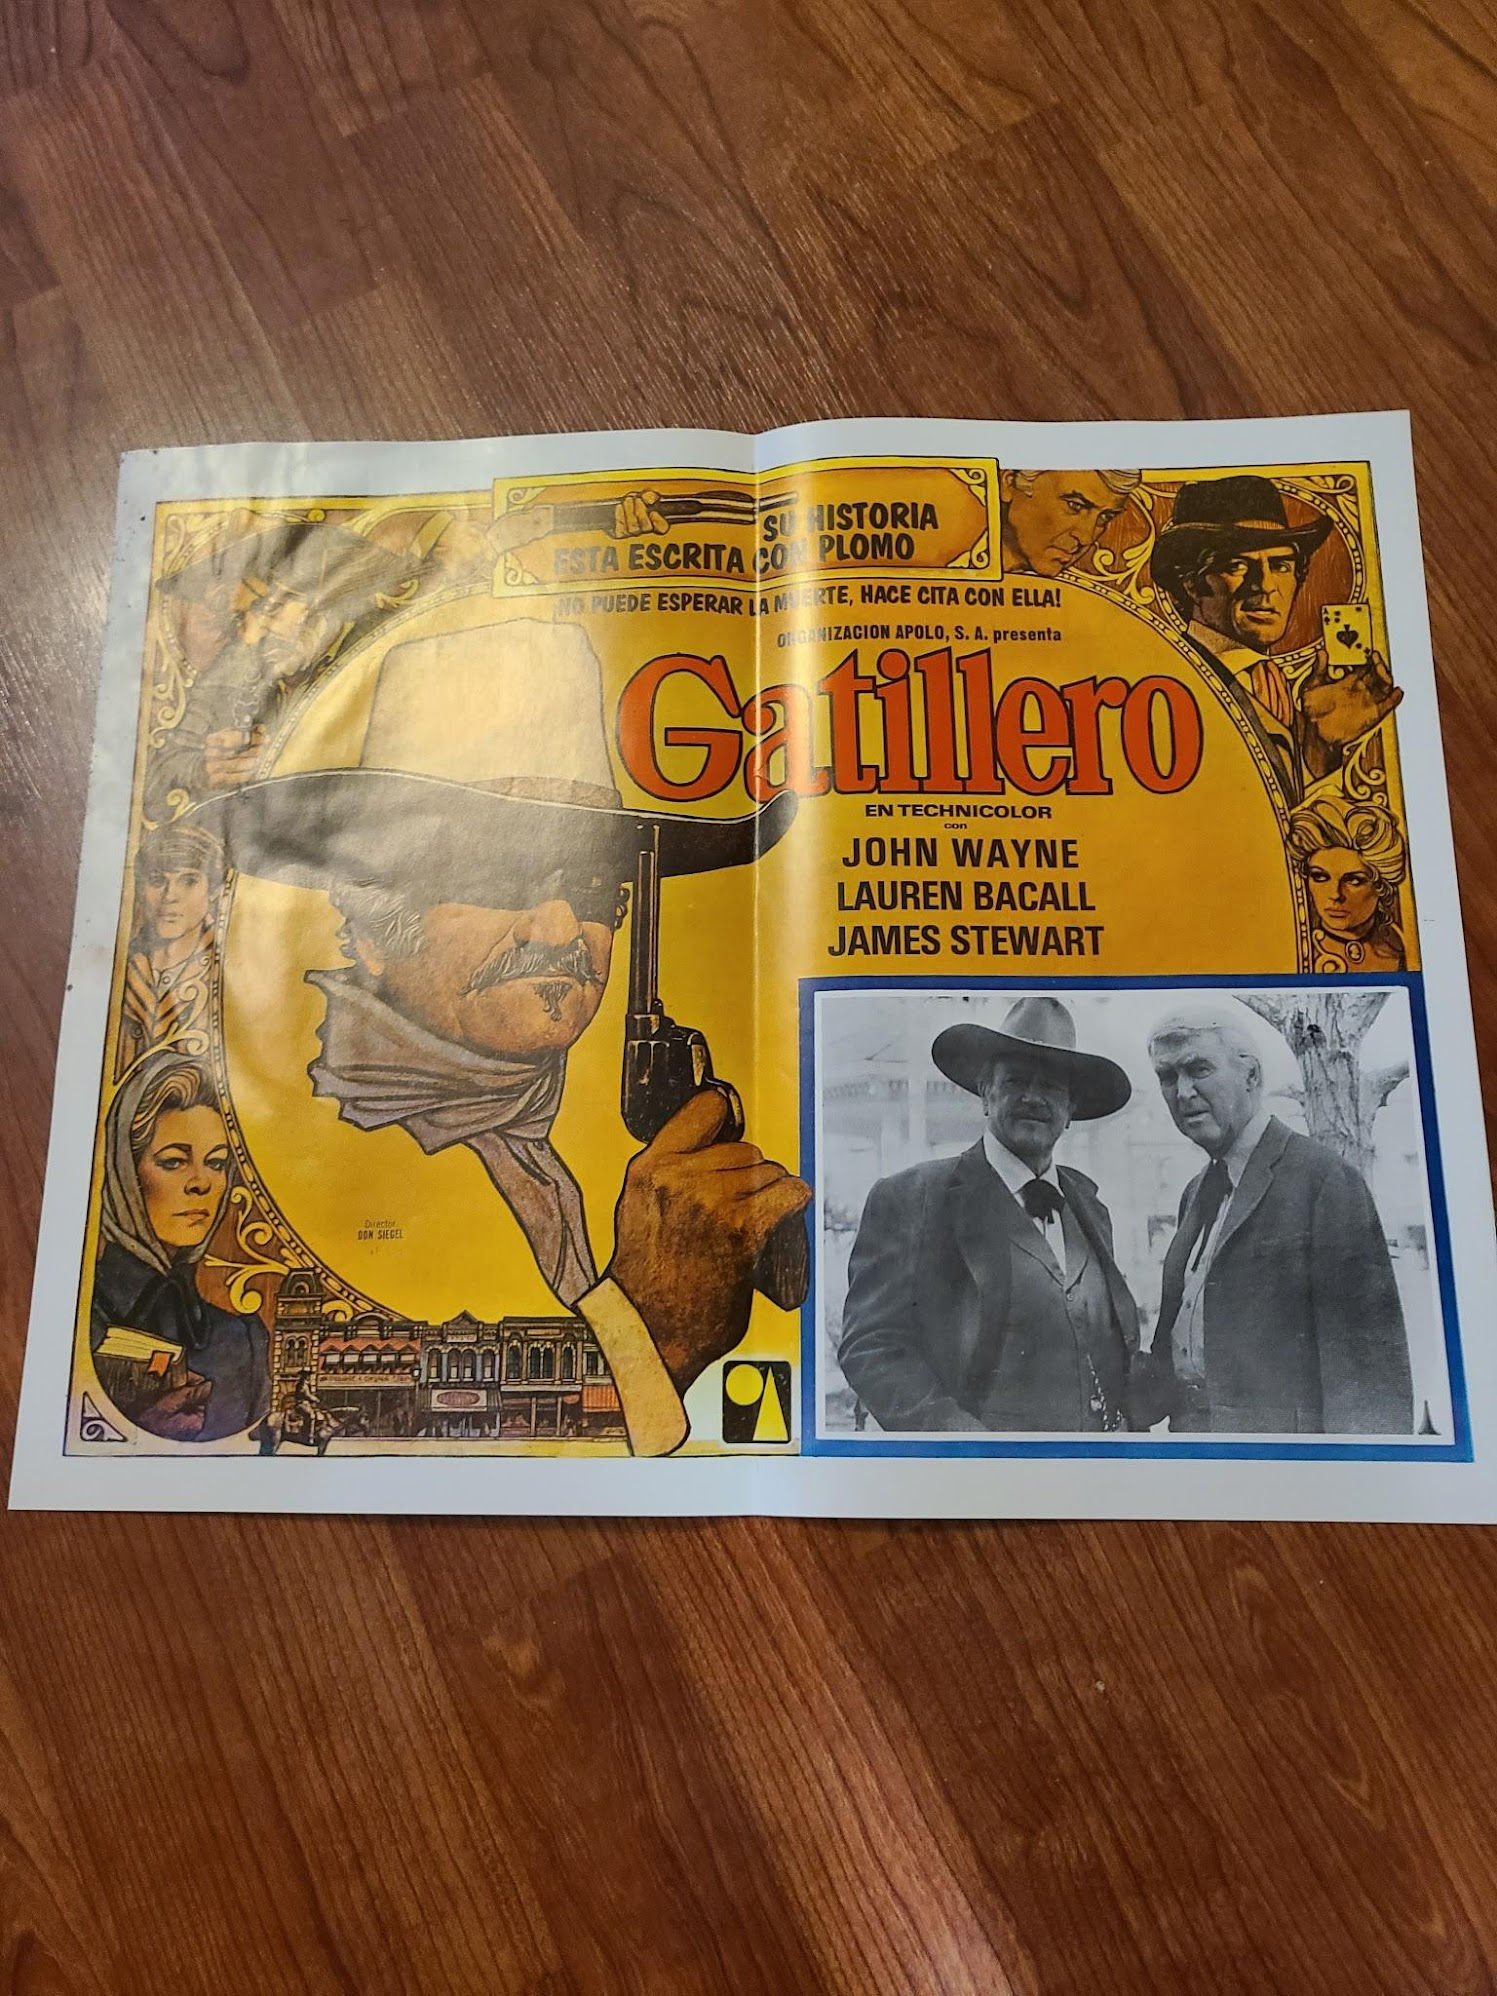 SU HISTORIA
ESTA ESCRITA CON PLOMO
¡NO PUEDE ESPERAR LA MUERTE, HACE CITA CON ELLA!
ORGANIZACION APOLO, S. A. presenta
Gatillero
EN TECHNICOLOR
con
JOHN WAYNE
LAUREN BACALL
JAMES STEWART
Director
DON SIEGEL